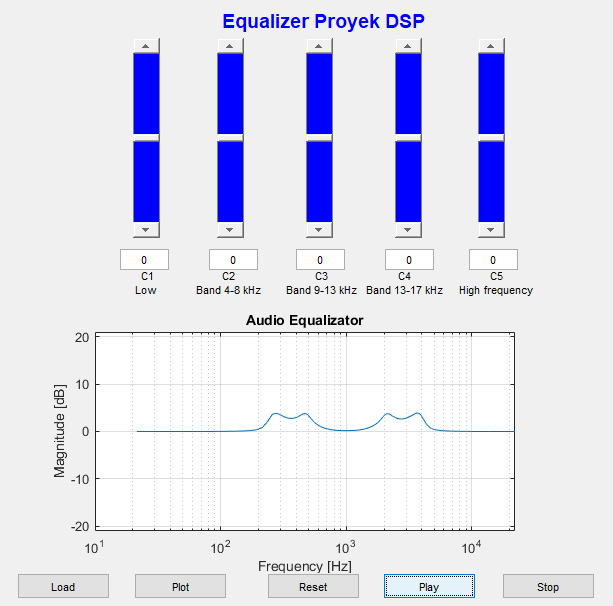 Equalizer Proyek DSP
0 0 0 0 0
C1 C2 C3 C4 C5
Low Band 4-8 kHz Band 9-13 kHz Band 13-17 kHz High frequency
Audio Equalizator
20
10
0
-10
-20
Magnitude [dB]
10^1 10^2 10^3 10^4
Frequency [Hz]
Load Plot Reset Play Stop